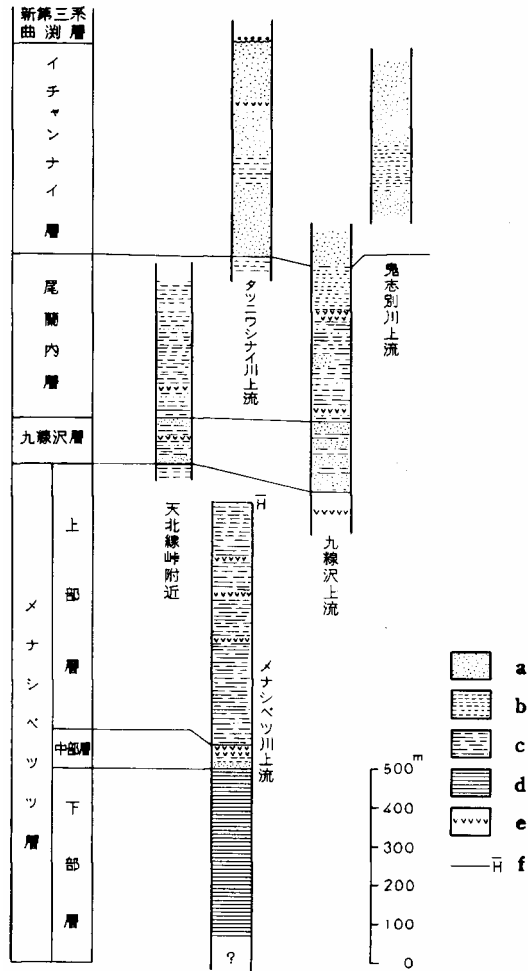 新第三系
曲渕層
イチャンナイ層
尾蘭内層
九線沢層
メナシベツ層
上部層
中部層
下部層
天北線峠附近
タツニウシナイ川上流
メナシベツ川上流
H
九線沢上流
鬼志別川上流
?
500 m
400
300
200
100
0
a
b
c
d
e
H f